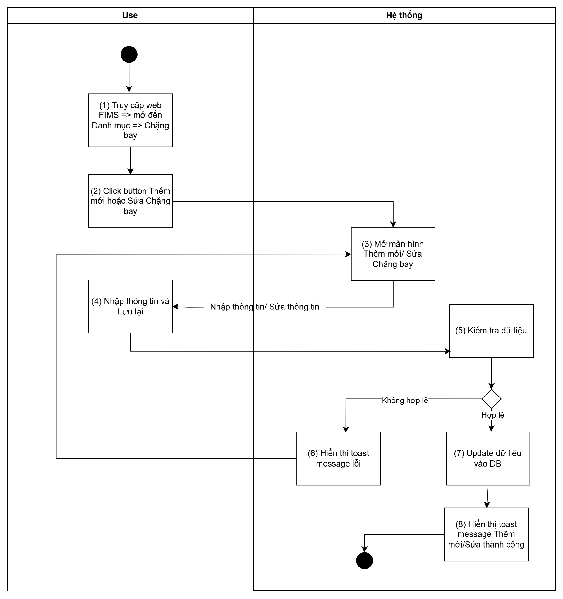 Use
Hệ thống
(1) Truy cập web
FIMS => mở đến
Danh mục => Chặng
bay
(2) Click button Thêm
mới hoặc Sửa Chặng
bay
(3) Mở màn hình
Thêm mới/ Sửa
Chặng bay
(4) Nhập thông tin và
Lưu lại
Nhập thông tin/ Sửa thông tin
(5) Kiểm tra dữ liệu
Không hợp lệ
Hợp lệ
(6) Hiển thị toast
message lỗi
(7) Update dữ liệu
vào DB
(8) Hiển thị toast
message Thêm
mới/Sửa thành công